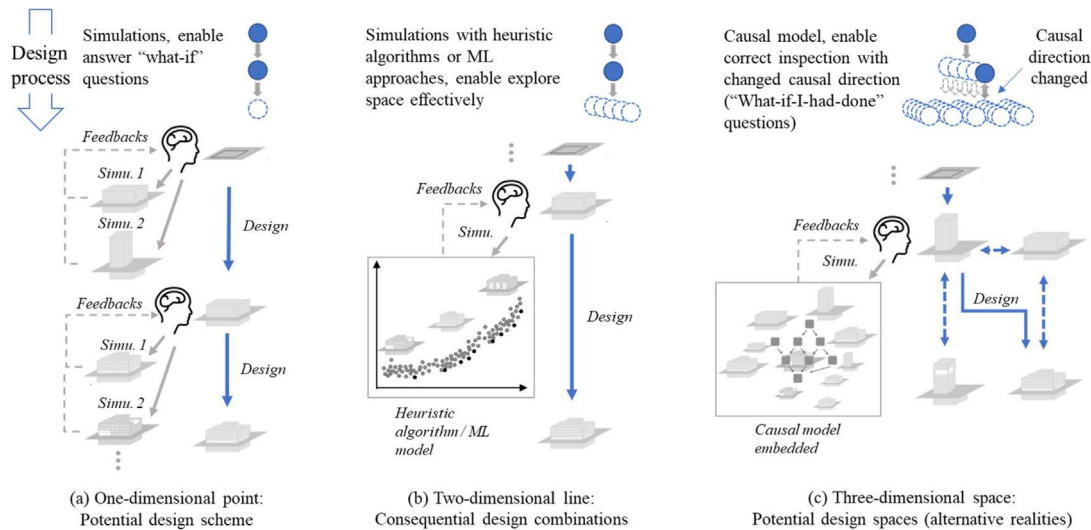 Design
process
Simulations, enable
answer “what-if”
questions
Feedbacks
Simu. 1
Simu. 2
Design
Feedbacks
Simu. 1
Simu. 2
Design
(a) One-dimensional point:
Potential design scheme
Simulations with heuristic
algorithms or ML
approaches, enable explore
space effectively
Feedbacks
Simu.
Design
Heuristic
algorithm / ML
model
(b) Two-dimensional line:
Consequential design combinations
Causal model, enable
correct inspection with
changed causal direction
(“What-if-I-had-done”
questions)
Causal
direction
changed
Feedbacks
Simu.
Design
Causal model
embedded
(c) Three-dimensional space:
Potential design spaces (alternative realities)